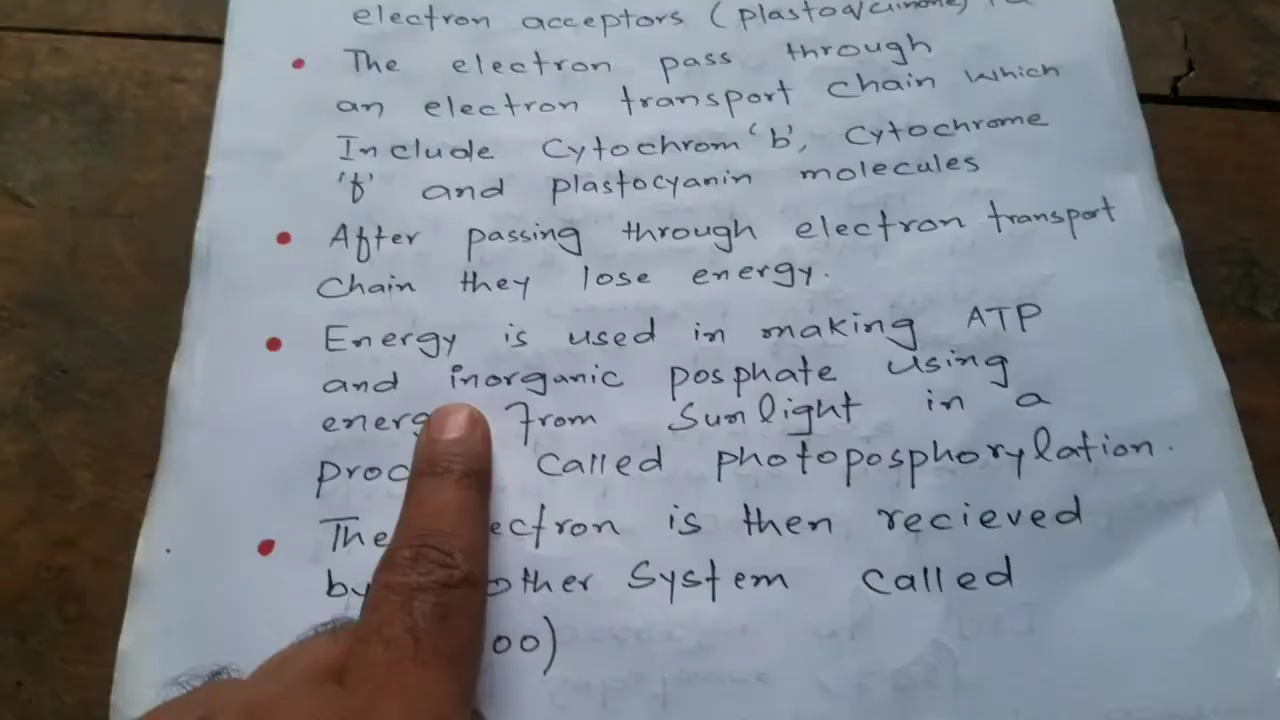 electron acceptors (plastoquinone)
The electron pass through
an electron transport chain which
Include Cytochrom 'b', Cytochrome
'f' and plastocyanin molecules
After passing through electron transport
Chain they lose energy.
Energy is used in making ATP
and inorganic posphate using
from Sunlight in a
called photoposphorylation.
is then recieved
System called